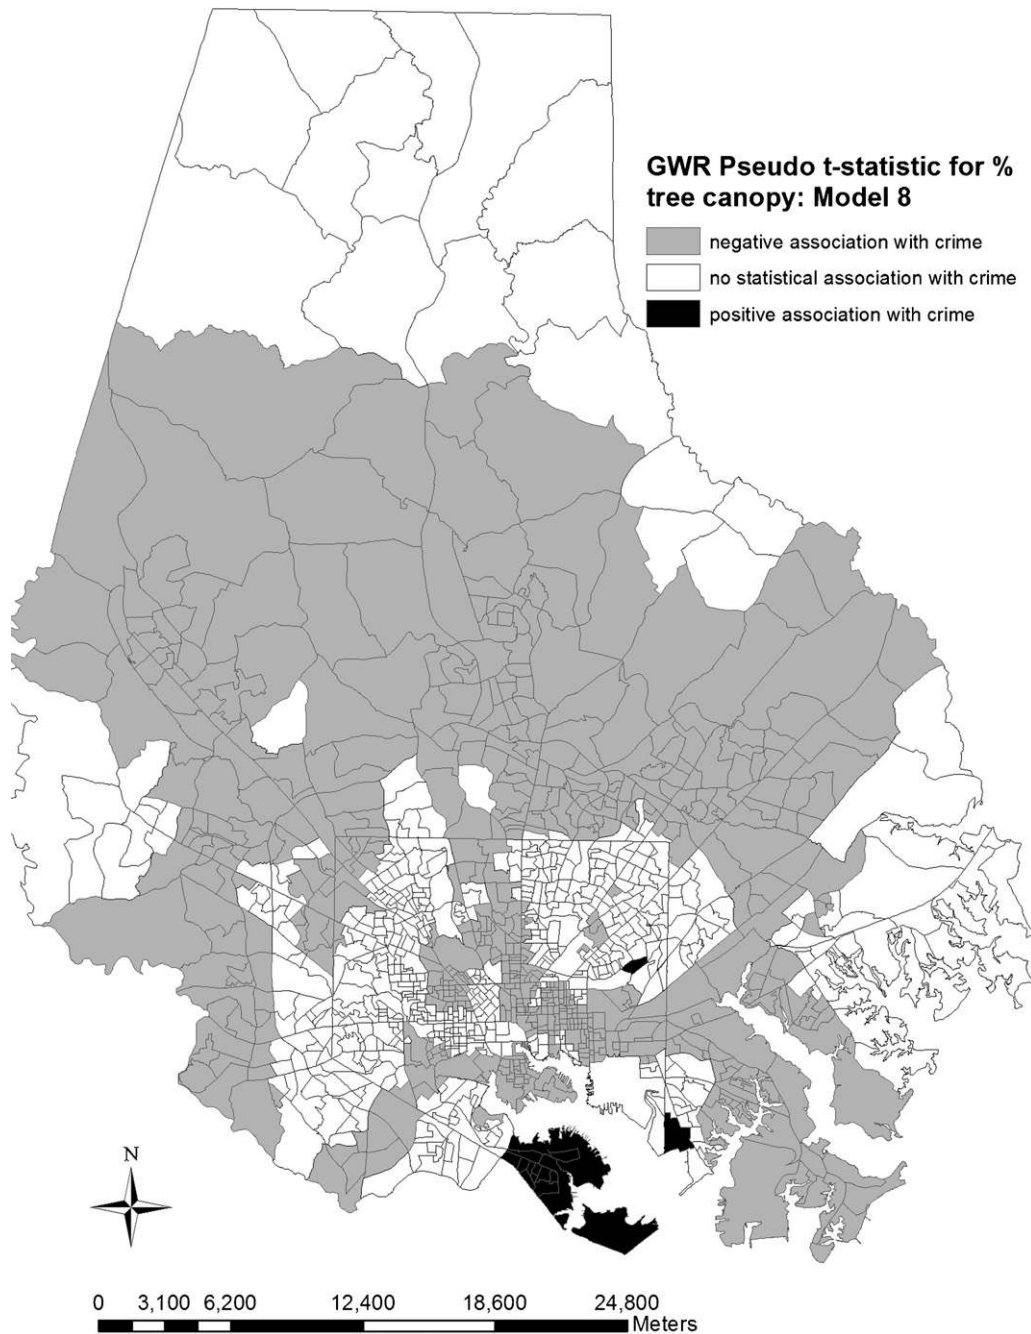 GWR Pseudo t-statistic for %
tree canopy: Model 8
negative association with crime
no statistical association with crime
positive association with crime
N
0 3,100 6,200 12,400 18,600 24,800
Meters